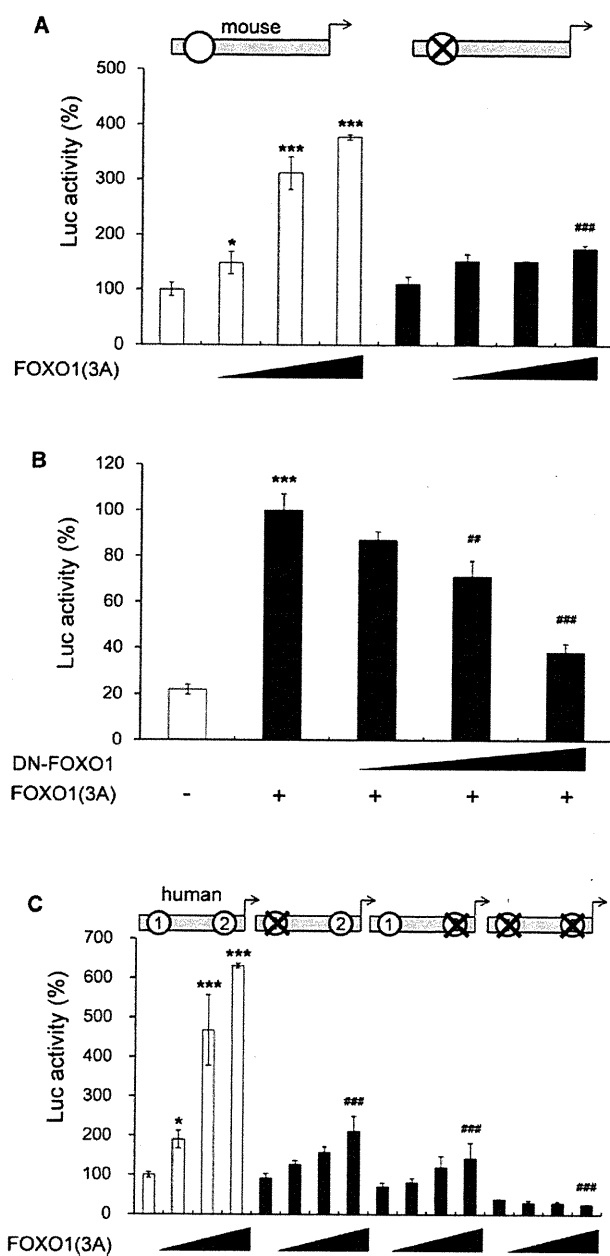 A
mouse
Luc activity (%)
500
400
300
200
100
0
*
***
***
###
FOXO1(3A)
B
Luc activity (%)
120
100
80
60
40
20
0
***
##
###
DN-FOXO1
FOXO1(3A)
- + + + +
C
human
1 2 2 1
Luc activity (%)
700
600
500
400
300
200
100
0
*
***
***
###
###
###
FOXO1(3A)